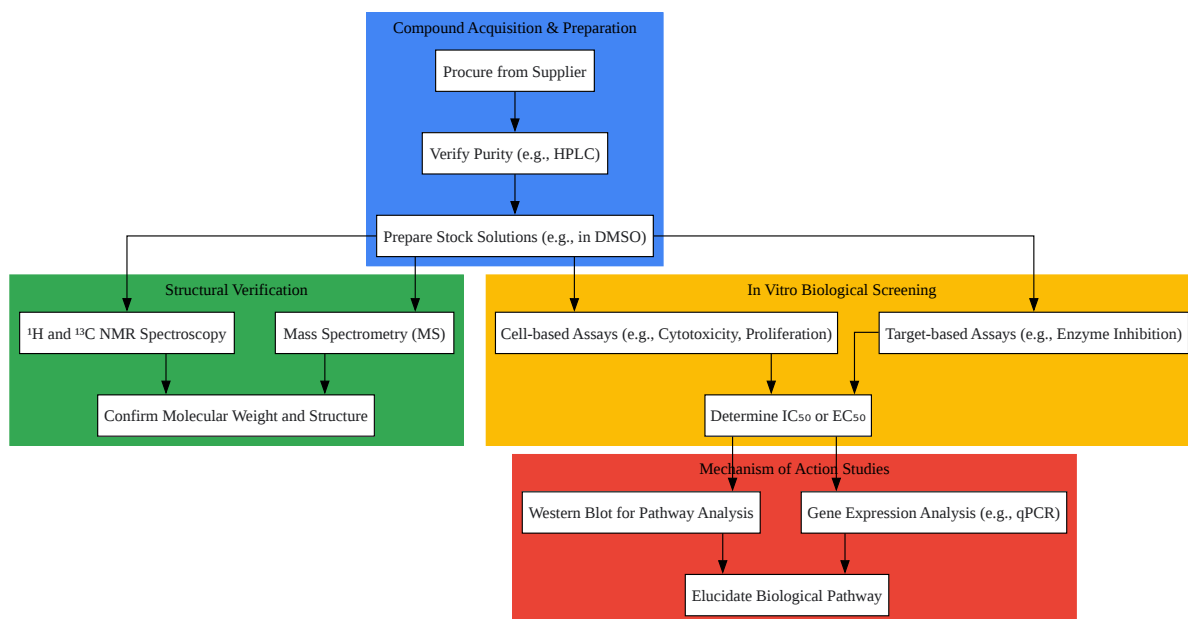 Compound Acquisition & Preparation
Procure from Supplier
Verify Purity (e.g., HPLC)
Prepare Stock Solutions (e.g., in DMSO)
Structural Verification
¹H and ¹³C NMR Spectroscopy
Mass Spectrometry (MS)
Confirm Molecular Weight and Structure
In Vitro Biological Screening
Cell-based Assays (e.g., Cytotoxicity, Proliferation)
Target-based Assays (e.g., Enzyme Inhibition)
Determine IC₅₀ or EC₅₀
Mechanism of Action Studies
Western Blot for Pathway Analysis
Gene Expression Analysis (e.g., qPCR)
Elucidate Biological Pathway